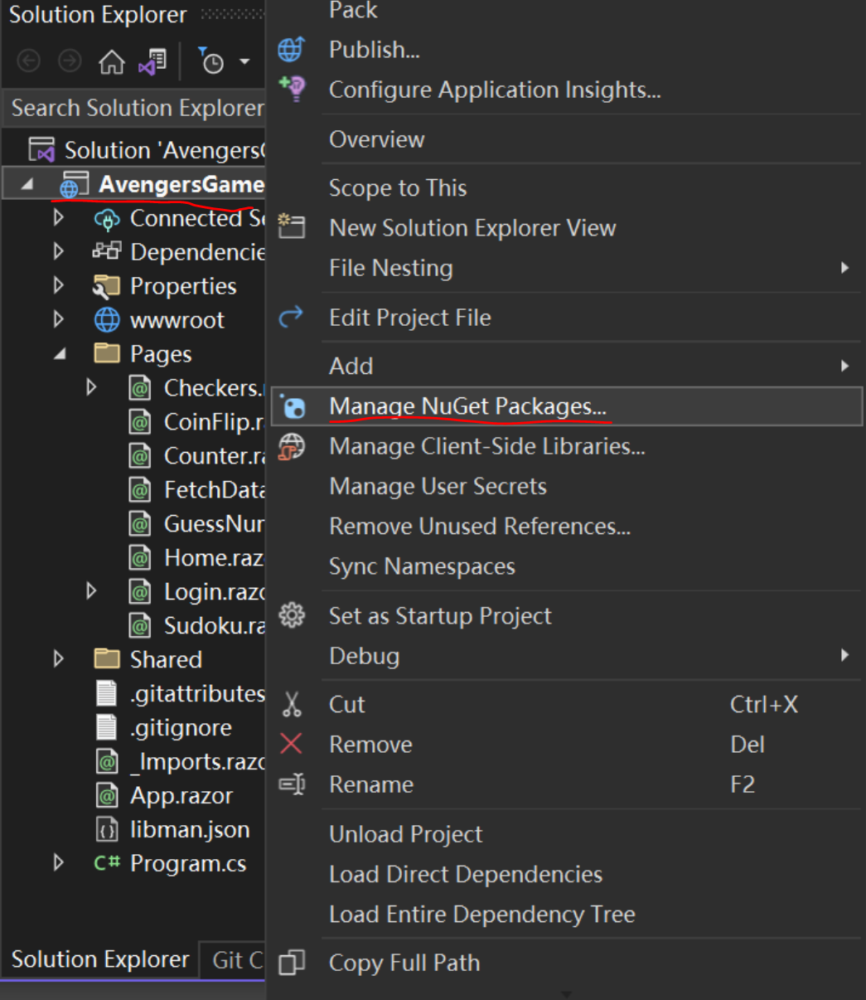 Solution Explorer
Search Solution Explorer
Solution 'Avengers
AvengersGame
Connected S
Dependencie
Properties
wwwroot
Pages
Checkers.
CoinFlip.r
Counter.ra
FetchData
GuessNu
Home.raz
Login.razo
Sudoku.ra
Shared
.gitattributes
.gitignore
_Imports.razo
App.razor
libman.json
C# Program.cs
Solution Explorer
Git C
Pack
Publish...
Configure Application Insights...
Overview
Scope to This
New Solution Explorer View
File Nesting
Edit Project File
Add
Manage NuGet Packages...
Manage Client-Side Libraries...
Manage User Secrets
Remove Unused References...
Sync Namespaces
Set as Startup Project
Debug
Cut Ctrl+X
Remove Del
Rename F2
Unload Project
Load Direct Dependencies
Load Entire Dependency Tree
Copy Full Path